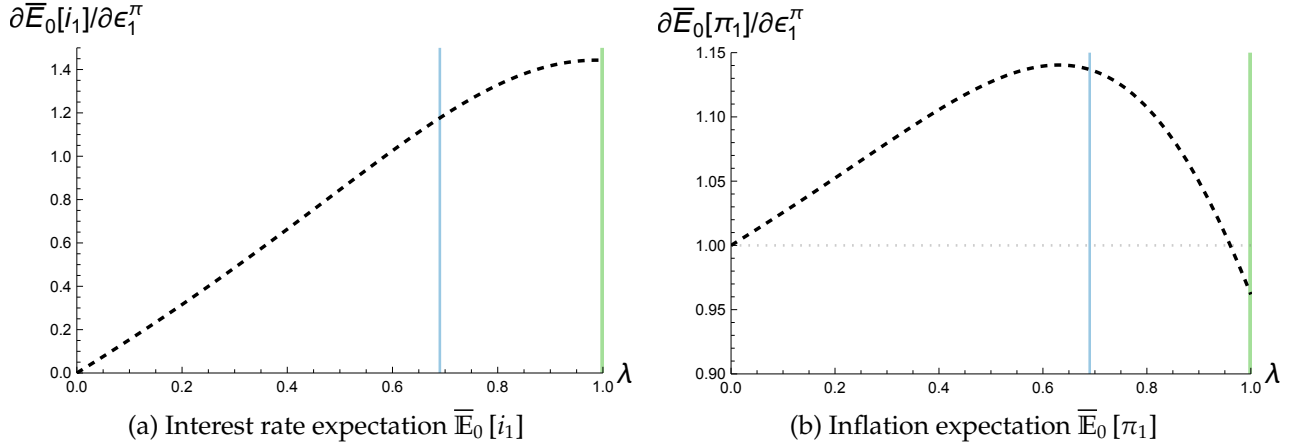 ∂E̅₀[i₁]/∂ϵ₁^π
1.4
1.2
1.0
0.8
0.6
0.4
0.2
0.0
0.0 0.2 0.4 0.6 0.8 1.0 λ
(a) Interest rate expectation 𝔼̅₀ [i₁]
∂E̅₀[π₁]/∂ϵ₁^π
1.15
1.10
1.05
1.00
0.95
0.90
0.0 0.2 0.4 0.6 0.8 1.0 λ
(b) Inflation expectation 𝔼̅₀ [π₁]